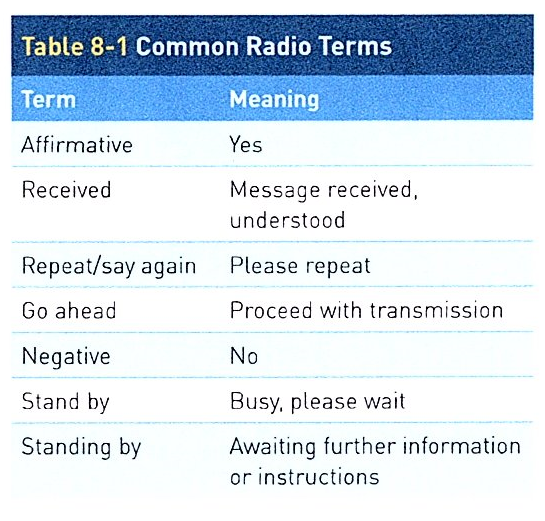 Table 8-1 Common Radio Terms
Term Meaning
Affirmative Yes
Received Message received,
understood
Repeat/say again Please repeat
Go ahead Proceed with transmission
Negative No
Stand by Busy, please wait
Standing by Awaiting further information
or instructions